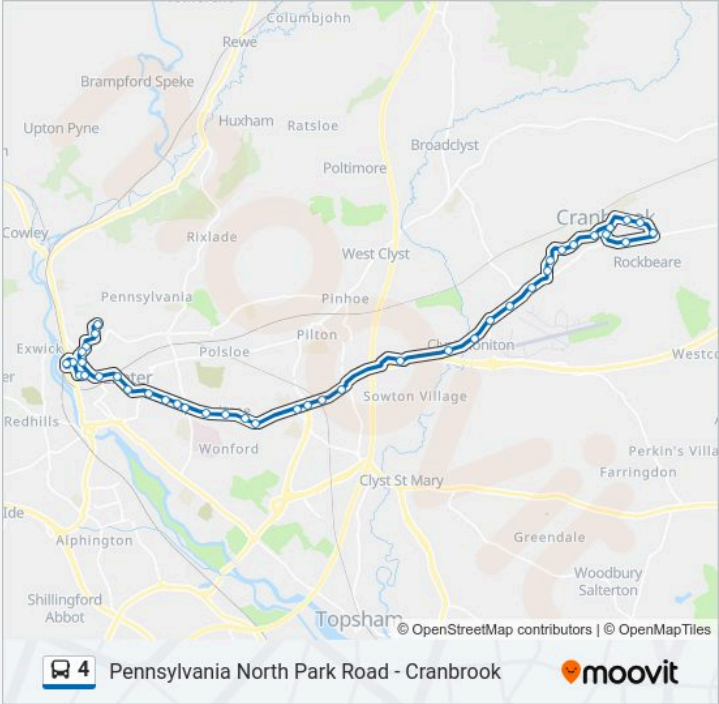 Columbjohn
Rewe
Brampford Speke
Huxham
Ratsloe
Upton Pyne
Broadclyst
Poltimore
Cranbrook
Cowley
Rixlade
West Clyst
Rockbeare
Pennsylvania
Pinhoe
Pilton
Exwick
Polsloe
Westc
er
Sowton Village
Redhills
Wonford
Perkin's Villa
Clyst St Mary
Farringdon
Ide
Alphington
Greendale
Woodbury
Salterton
Shillingford
Abbot
Topsham
© OpenStreetMap contributors | © OpenMapTiles
4 Pennsylvania North Park Road - Cranbrook
moovit